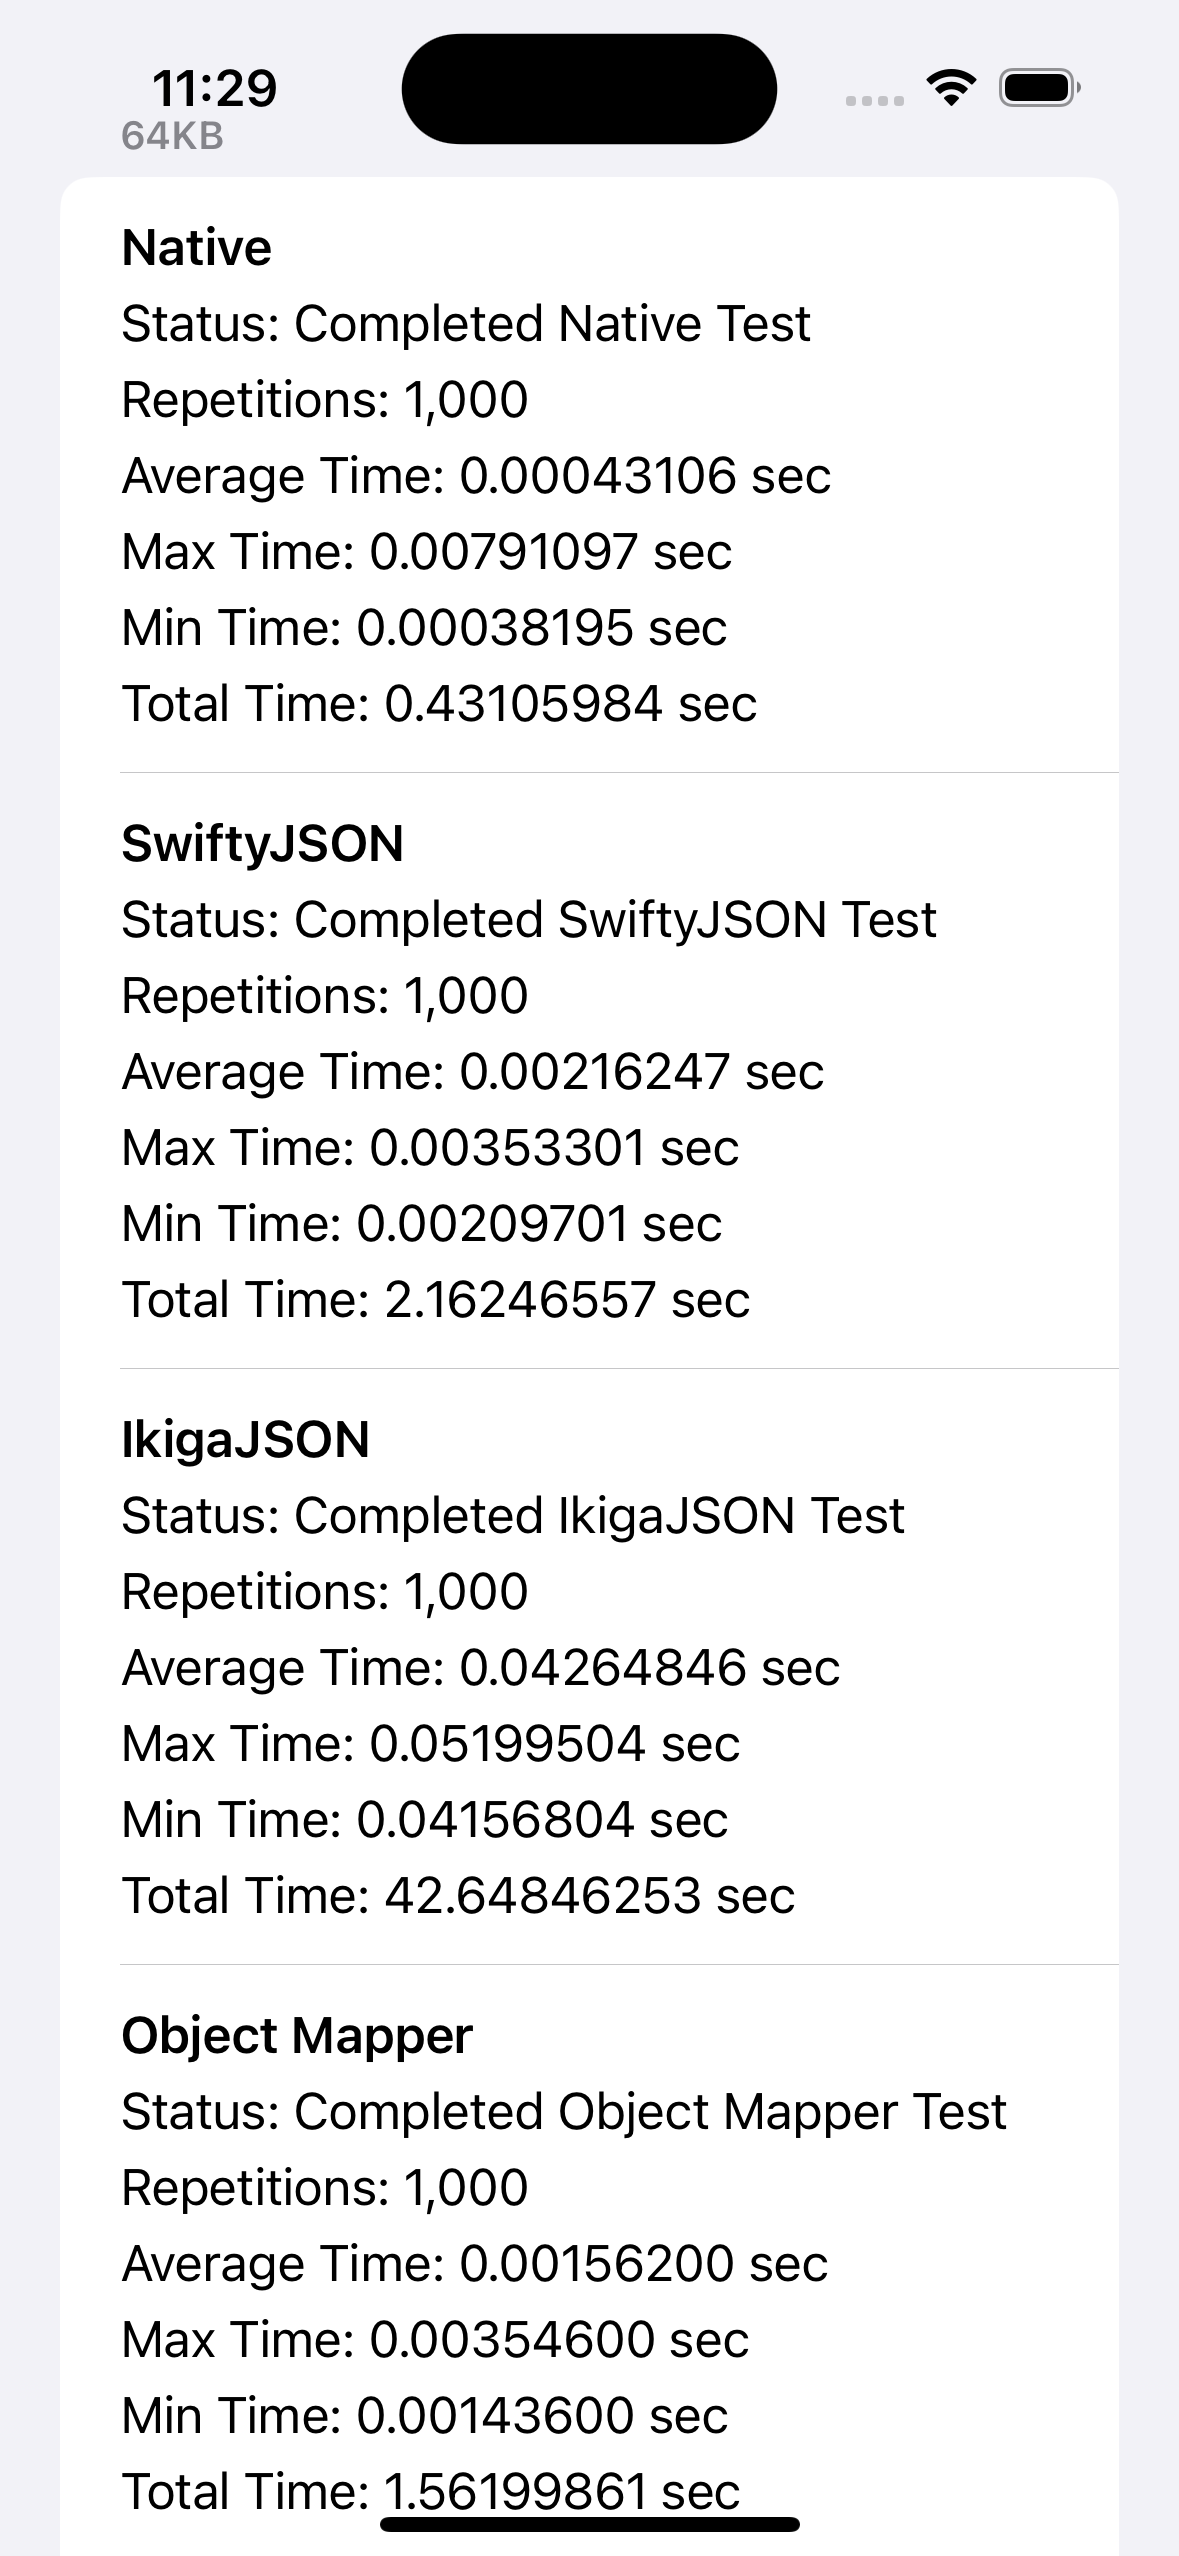 11:29
64KB
Native
Status: Completed Native Test
Repetitions: 1,000
Average Time: 0.00043106 sec
Max Time: 0.00791097 sec
Min Time: 0.00038195 sec
Total Time: 0.43105984 sec
SwiftyJSON
Status: Completed SwiftyJSON Test
Repetitions: 1,000
Average Time: 0.00216247 sec
Max Time: 0.00353301 sec
Min Time: 0.00209701 sec
Total Time: 2.16246557 sec
IkigaJSON
Status: Completed IkigaJSON Test
Repetitions: 1,000
Average Time: 0.04264846 sec
Max Time: 0.05199504 sec
Min Time: 0.04156804 sec
Total Time: 42.64846253 sec
Object Mapper
Status: Completed Object Mapper Test
Repetitions: 1,000
Average Time: 0.00156200 sec
Max Time: 0.00354600 sec
Min Time: 0.00143600 sec
Total Time: 1.56199861 sec